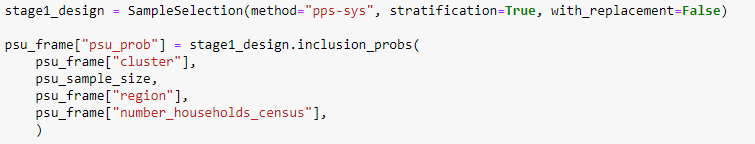 stage1_design = SampleSelection(method="pps-sys", stratification=True, with_replacement=False)
psu_frame["psu_prob"] = stage1_design.inclusion_probs(
    psu_frame["cluster"],
    psu_sample_size,
    psu_frame["region"],
    psu_frame["number_households_census"],
    )